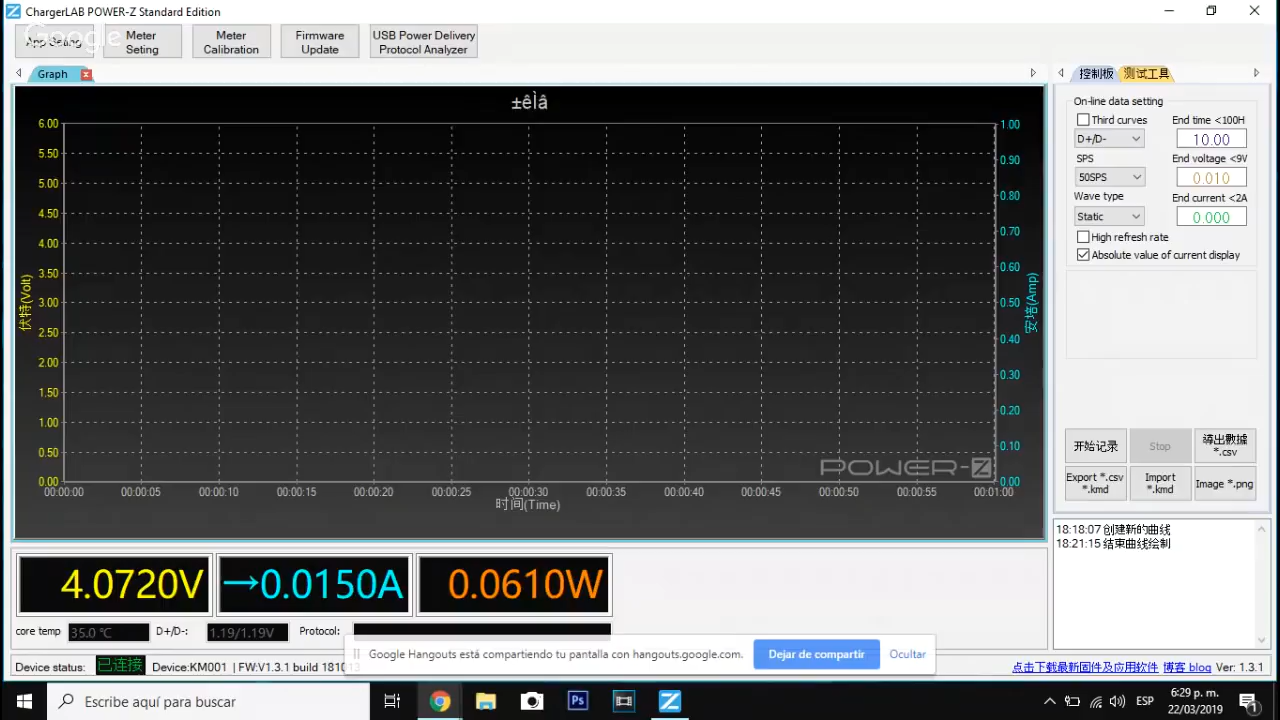 ChargerLAB POWER-Z Standard Edition
App Setting
Google
Meter Seting
Meter Calibration
Firmware Update
USB Power Delivery Protocol Analyzer
Graph
控制板 测试工具
±êÌâ
6.00
5.50
5.00
4.50
4.00
3.50
3.00
2.50
2.00
1.50
1.00
0.50
0.00
伏特(Volt)
1.00
0.90
0.80
0.70
0.60
0.50
0.40
0.30
0.20
0.10
0.00
安培(Amp)
POWER-Z
00:00:00 00:00:05 00:00:10 00:00:15 00:00:20 00:00:25 00:00:30 00:00:35 00:00:40 00:00:45 00:00:50 00:00:55 00:01:00
时间(Time)
On-line data setting
Third curves
End time <100H
D+/D-
10.00
SPS
End voltage <9V
50SPS
0.010
Wave type
End current <2A
Static
0.000
High refresh rate
Absolute value of current display
开始记录
Stop
導出數據 *.csv
Export *.csv *.kmd
Import *.kmd
Image *.png
18:18:07 创建新的曲线
18:21:15 结束曲线绘制
4.0720V
→0.0150A
0.0610W
core temp 35.0 °C D+/D-: 1.19/1.19V Protocol:
Google Hangouts está compartiendo tu pantalla con hangouts.google.com.
Dejar de compartir
Ocultar
Device status: 已连接 Device:KM001 | FW:V1.3.1 build 1810
点击下载最新固件及应用软件 博客 blog Ver: 1.3.1
Escribe aquí para buscar
Ps
ESP
6:29 p. m.
22/03/2019
1